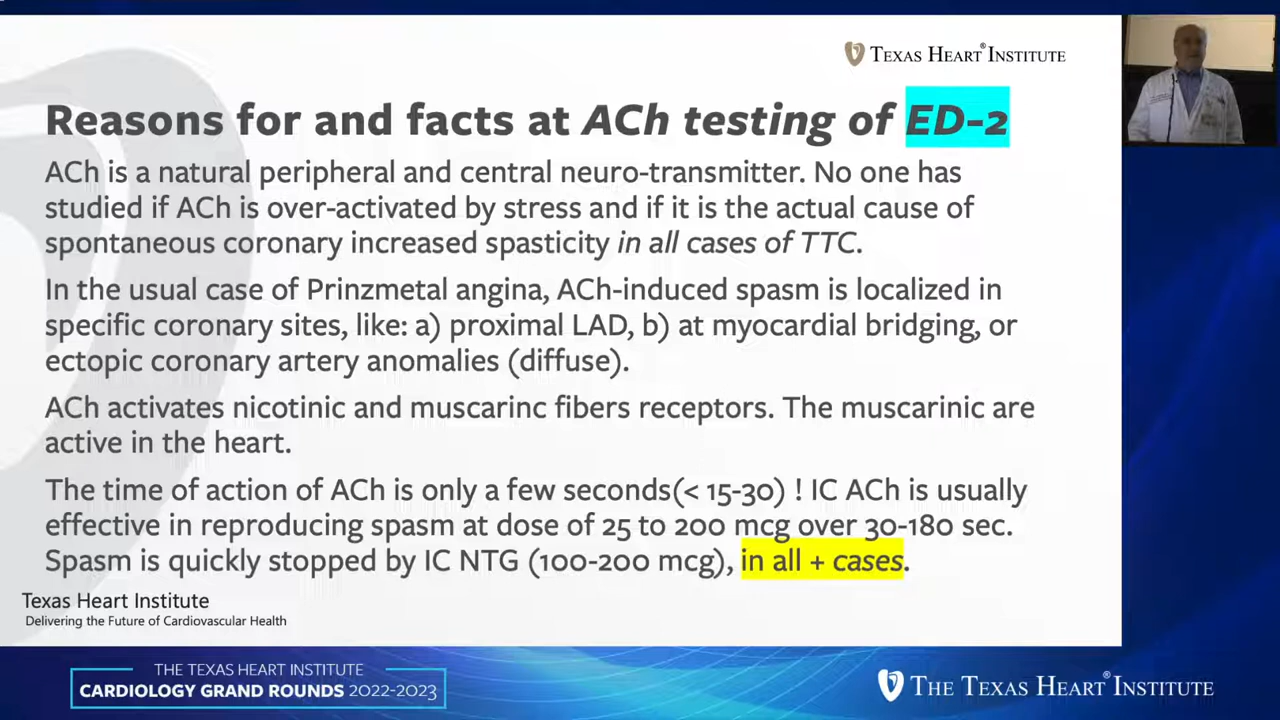 TEXAS HEART® INSTITUTE
Reasons for and facts at ACh testing of ED-2
ACh is a natural peripheral and central neuro-transmitter. No one has
studied if ACh is over-activated by stress and if it is the actual cause of
spontaneous coronary increased spasticity in all cases of TTC.
In the usual case of Prinzmetal angina, ACh-induced spasm is localized in
specific coronary sites, like: a) proximal LAD, b) at myocardial bridging, or
ectopic coronary artery anomalies (diffuse).
ACh activates nicotinic and muscarinc fibers receptors. The muscarinic are
active in the heart.
The time of action of ACh is only a few seconds(< 15-30) ! IC ACh is usually
effective in reproducing spasm at dose of 25 to 200 mcg over 30-180 sec.
Spasm is quickly stopped by IC NTG (100-200 mcg), in all + cases.
Texas Heart Institute
Delivering the Future of Cardiovascular Health
THE TEXAS HEART INSTITUTE
CARDIOLOGY GRAND ROUNDS 2022-2023
THE TEXAS HEART® INSTITUTE